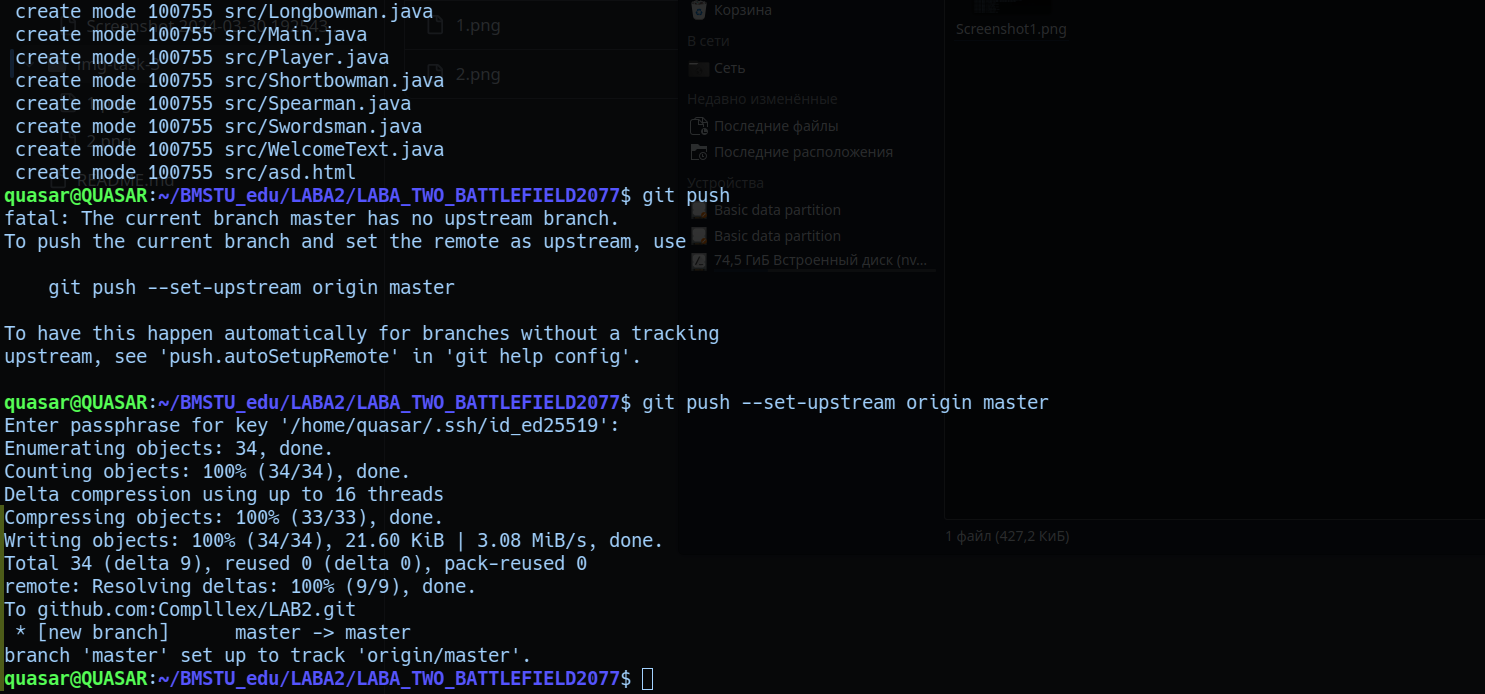 create mode 100755 src/Longbowman.java
create mode 100755 src/Main.java
create mode 100755 src/Player.java
create mode 100755 src/Shortbowman.java
create mode 100755 src/Spearman.java
create mode 100755 src/Swordsman.java
create mode 100755 src/WelcomeText.java
create mode 100755 src/asd.html
quasar@QUASAR:~/BMSTU_edu/LABA2/LABA_TWO_BATTLEFIELD2077$ git push
fatal: The current branch master has no upstream branch.
To push the current branch and set the remote as upstream, use
git push --set-upstream origin master
To have this happen automatically for branches without a tracking
upstream, see 'push.autoSetupRemote' in 'git help config'.
quasar@QUASAR:~/BMSTU_edu/LABA2/LABA_TWO_BATTLEFIELD2077$ git push --set-upstream origin master
Enter passphrase for key '/home/quasar/.ssh/id_ed25519':
Enumerating objects: 34, done.
Counting objects: 100% (34/34), done.
Delta compression using up to 16 threads
Compressing objects: 100% (33/33), done.
Writing objects: 100% (34/34), 21.60 KiB | 3.08 MiB/s, done.
Total 34 (delta 9), reused 0 (delta 0), pack-reused 0
remote: Resolving deltas: 100% (9/9), done.
To github.com:Complllex/LAB2.git
* [new branch] master -> master
branch 'master' set up to track 'origin/master'.
quasar@QUASAR:~/BMSTU_edu/LABA2/LABA_TWO_BATTLEFIELD2077$
1.png
2.png
2.png
README.md
Корзина
В сети
Сеть
Недавно изменённые
Последние файлы
Последние расположения
Устройства
Basic data partition
Basic data partition
74,5 ГиБ Встроенный диск (nv...
Screenshot1.png
1 файл (427,2 КиБ)